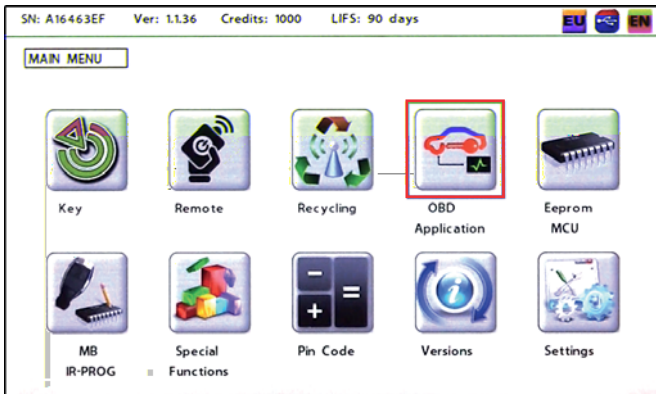 SN: A16463EF Ver: 1.1.36 Credits: 1000 LIFS: 90 days EU EN
MAIN MENU
Key Remote Recycling OBD Eeprom
Application MCU
MB Special Pin Code Versions Settings
IR-PROG Functions